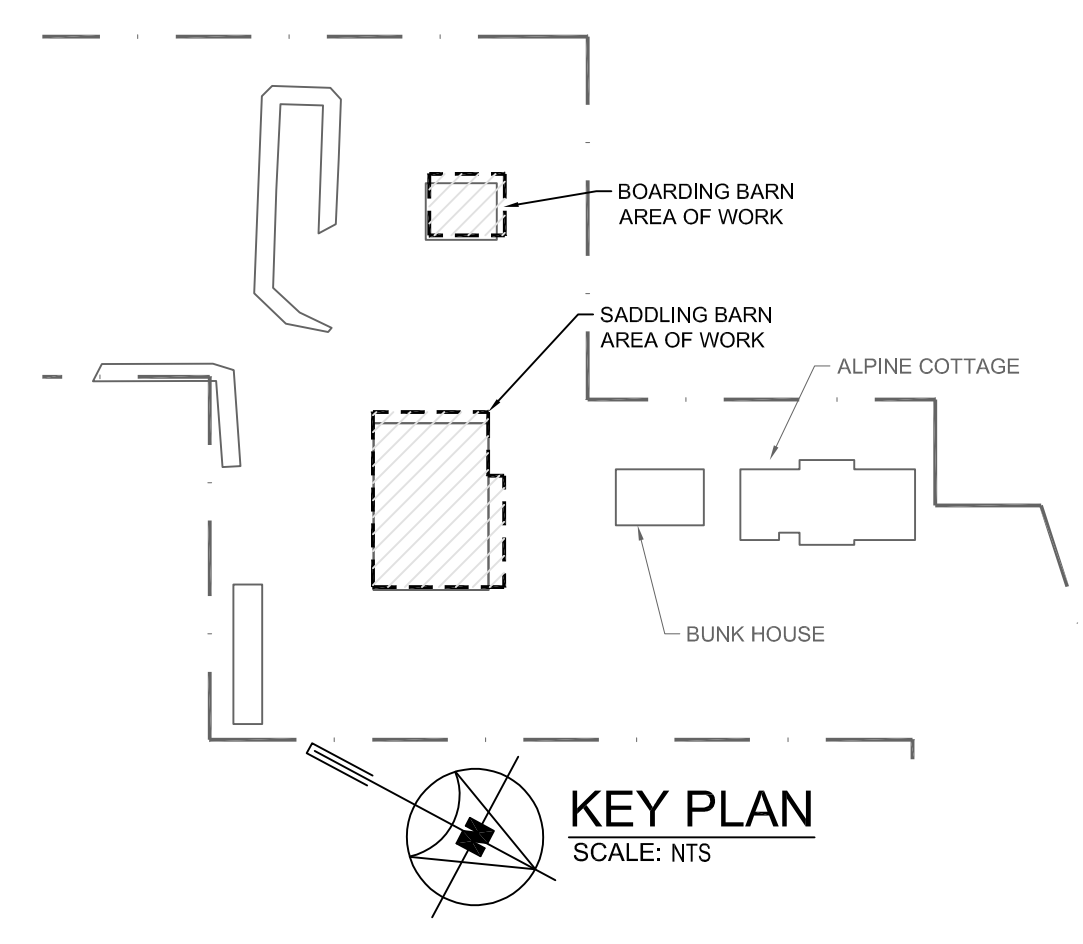 BOARDING BARN
AREA OF WORK
SADDLING BARN
AREA OF WORK
ALPINE COTTAGE
BUNK HOUSE
KEY PLAN
SCALE: NTS